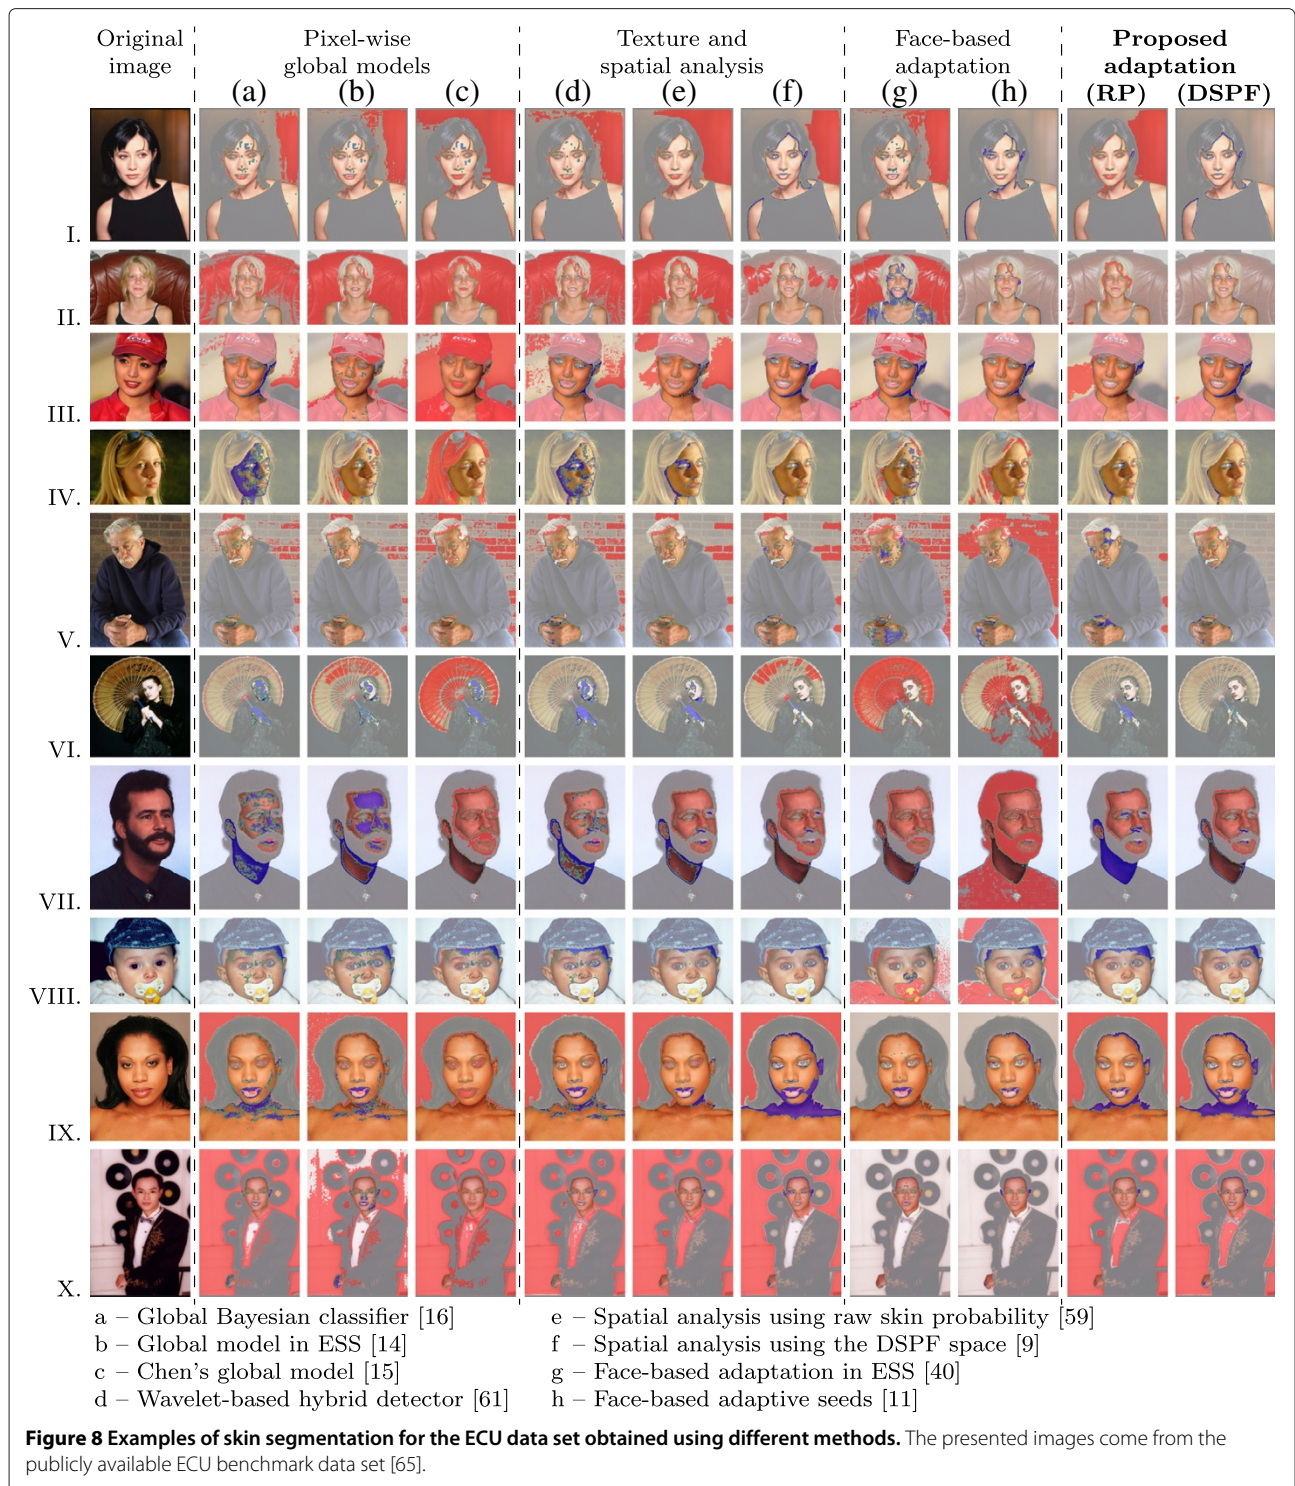 Original image
Pixel-wise global models
Texture and spatial analysis
Face-based adaptation
Proposed adaptation
(a) (b) (c) (d) (e) (f) (g) (h) (RP) (DSPF)
I.
II.
III.
IV.
V.
VI.
VII.
VIII.
IX.
X.
a – Global Bayesian classifier [16]
b – Global model in ESS [14]
c – Chen's global model [15]
d – Wavelet-based hybrid detector [61]
e – Spatial analysis using raw skin probability [59]
f – Spatial analysis using the DSPF space [9]
g – Face-based adaptation in ESS [40]
h – Face-based adaptive seeds [11]
Figure 8 Examples of skin segmentation for the ECU data set obtained using different methods. The presented images come from the
publicly available ECU benchmark data set [65].